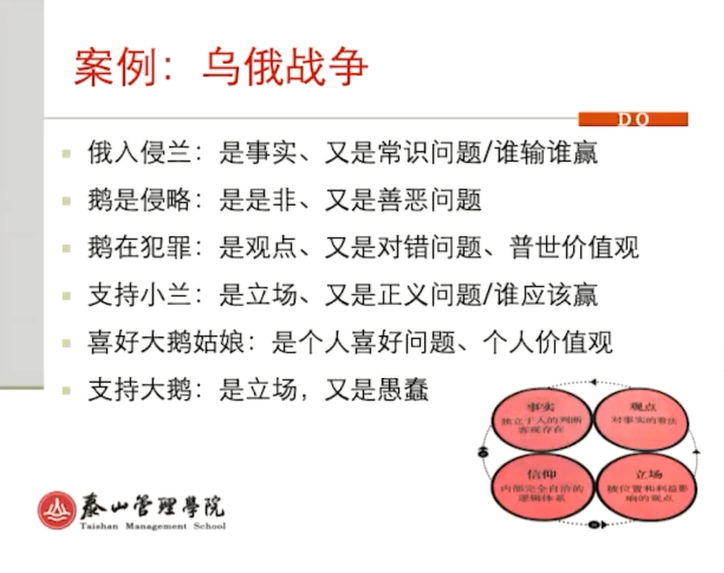 案例：乌俄战争
DO
俄入侵兰：是事实、又是常识问题/谁输谁赢
鹅是侵略：是是非、又是善恶问题
鹅在犯罪：是观点、又是对错问题、普世价值观
支持小兰：是立场、又是正义问题/谁应该赢
喜好大鹅姑娘：是个人喜好问题、个人价值观
支持大鹅：是立场，又是愚蠢
事实
独立于人的判断
客观存在
观点
对事实的看法
信仰
内部完全自洽的
逻辑体系
立场
被位置和利益影
响的观点
泰山管理學院
Taishan Management School